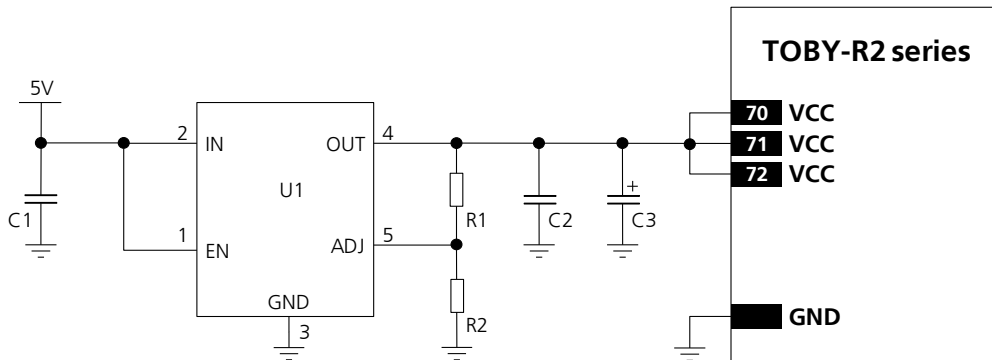 TOBY-R2 series
5V
70 VCC
71 VCC
72 VCC
2 IN
OUT 4
U1
C1
R1
C2
+
C3
1 EN
ADJ 5
GND
3
R2
GND